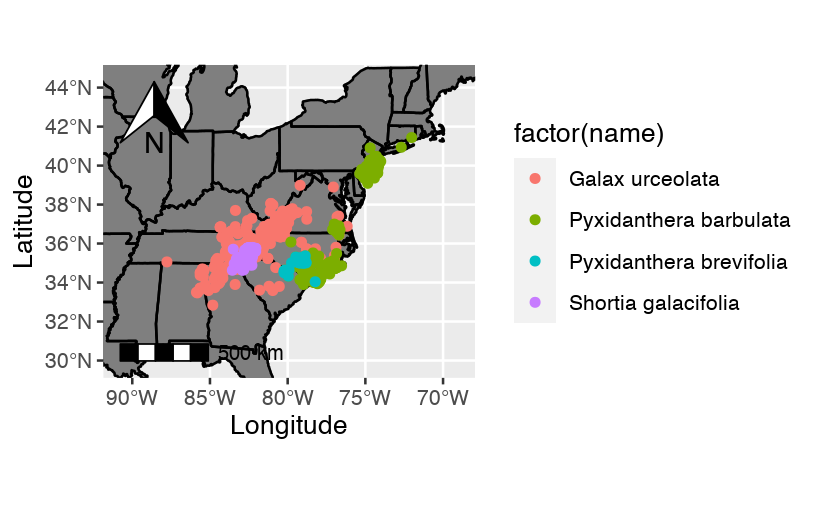 44°N
42°N
40°N
38°N
36°N
34°N
32°N
30°N
Latitude
N
500 km
90°W 85°W 80°W 75°W 70°W
Longitude
factor(name)
Galax urceolata
Pyxidanthera barbulata
Pyxidanthera brevifolia
Shortia galacifolia